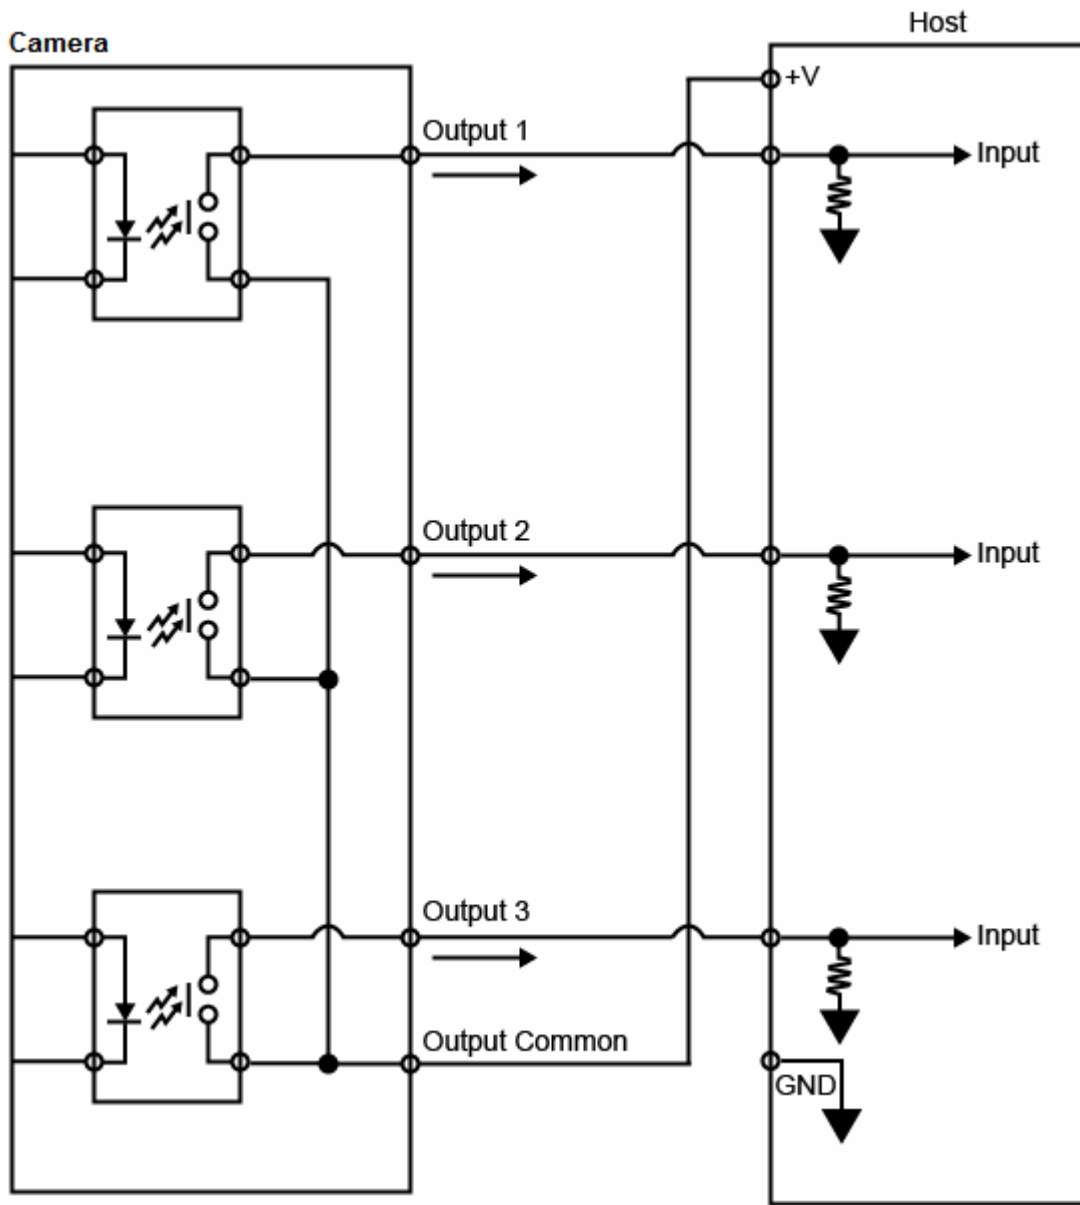 Host
Camera
+V
Output 1
Input
Output 2
Input
Output 3
Input
Output Common
GND